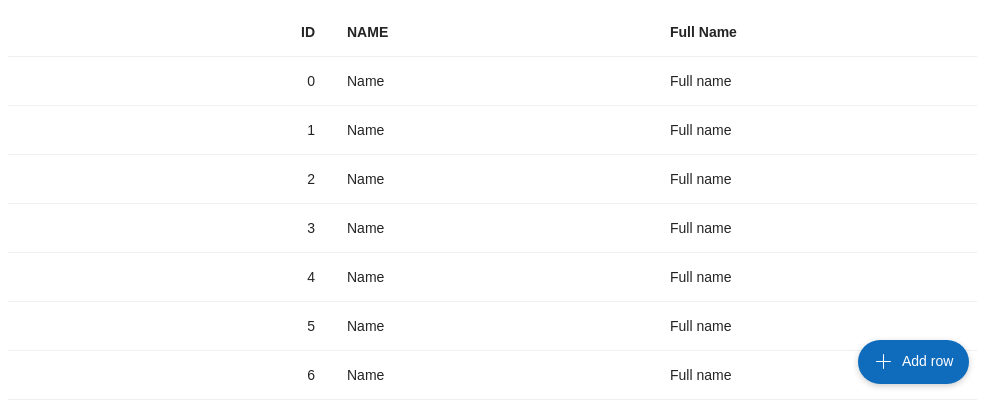 ID NAME Full Name
0 Name Full name
1 Name Full name
2 Name Full name
3 Name Full name
4 Name Full name
5 Name Full name
Add row
6 Name Full name